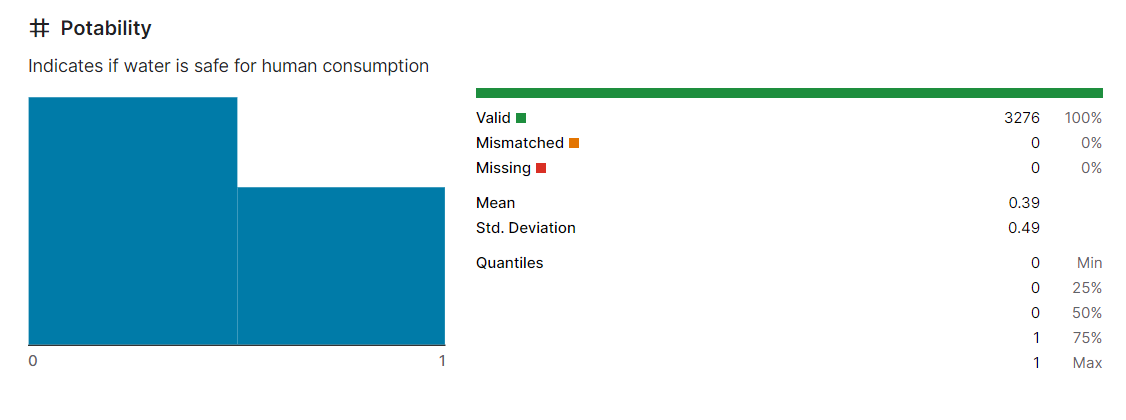 Potability
Indicates if water is safe for human consumption
0 1
Valid 3276 100%
Mismatched 0 0%
Missing 0 0%
Mean 0.39
Std. Deviation 0.49
Quantiles 0 Min
0 25%
0 50%
1 75%
1 Max